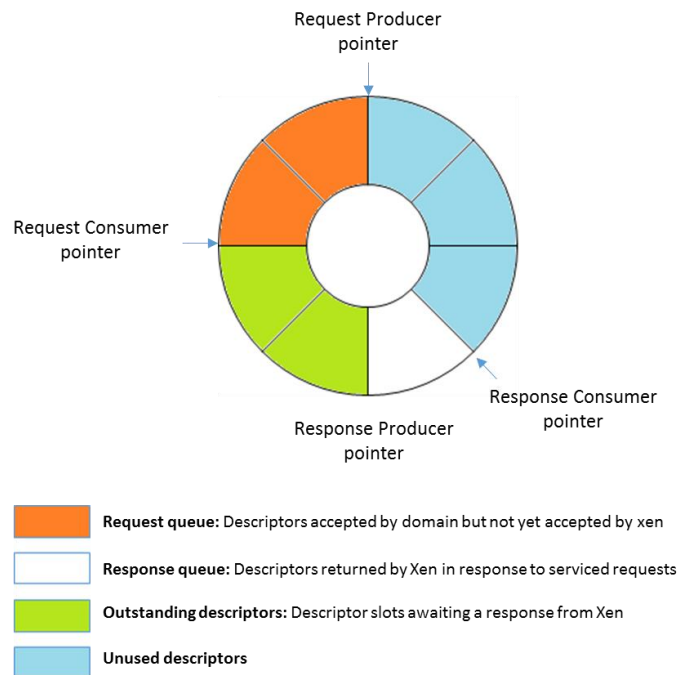 Request Producer
pointer
Request Consumer
pointer
Response Consumer
pointer
Response Producer
pointer
Request queue: Descriptors accepted by domain but not yet accepted by xen
Response queue: Descriptors returned by Xen in response to serviced requests
Outstanding descriptors: Descriptor slots awaiting a response from Xen
Unused descriptors